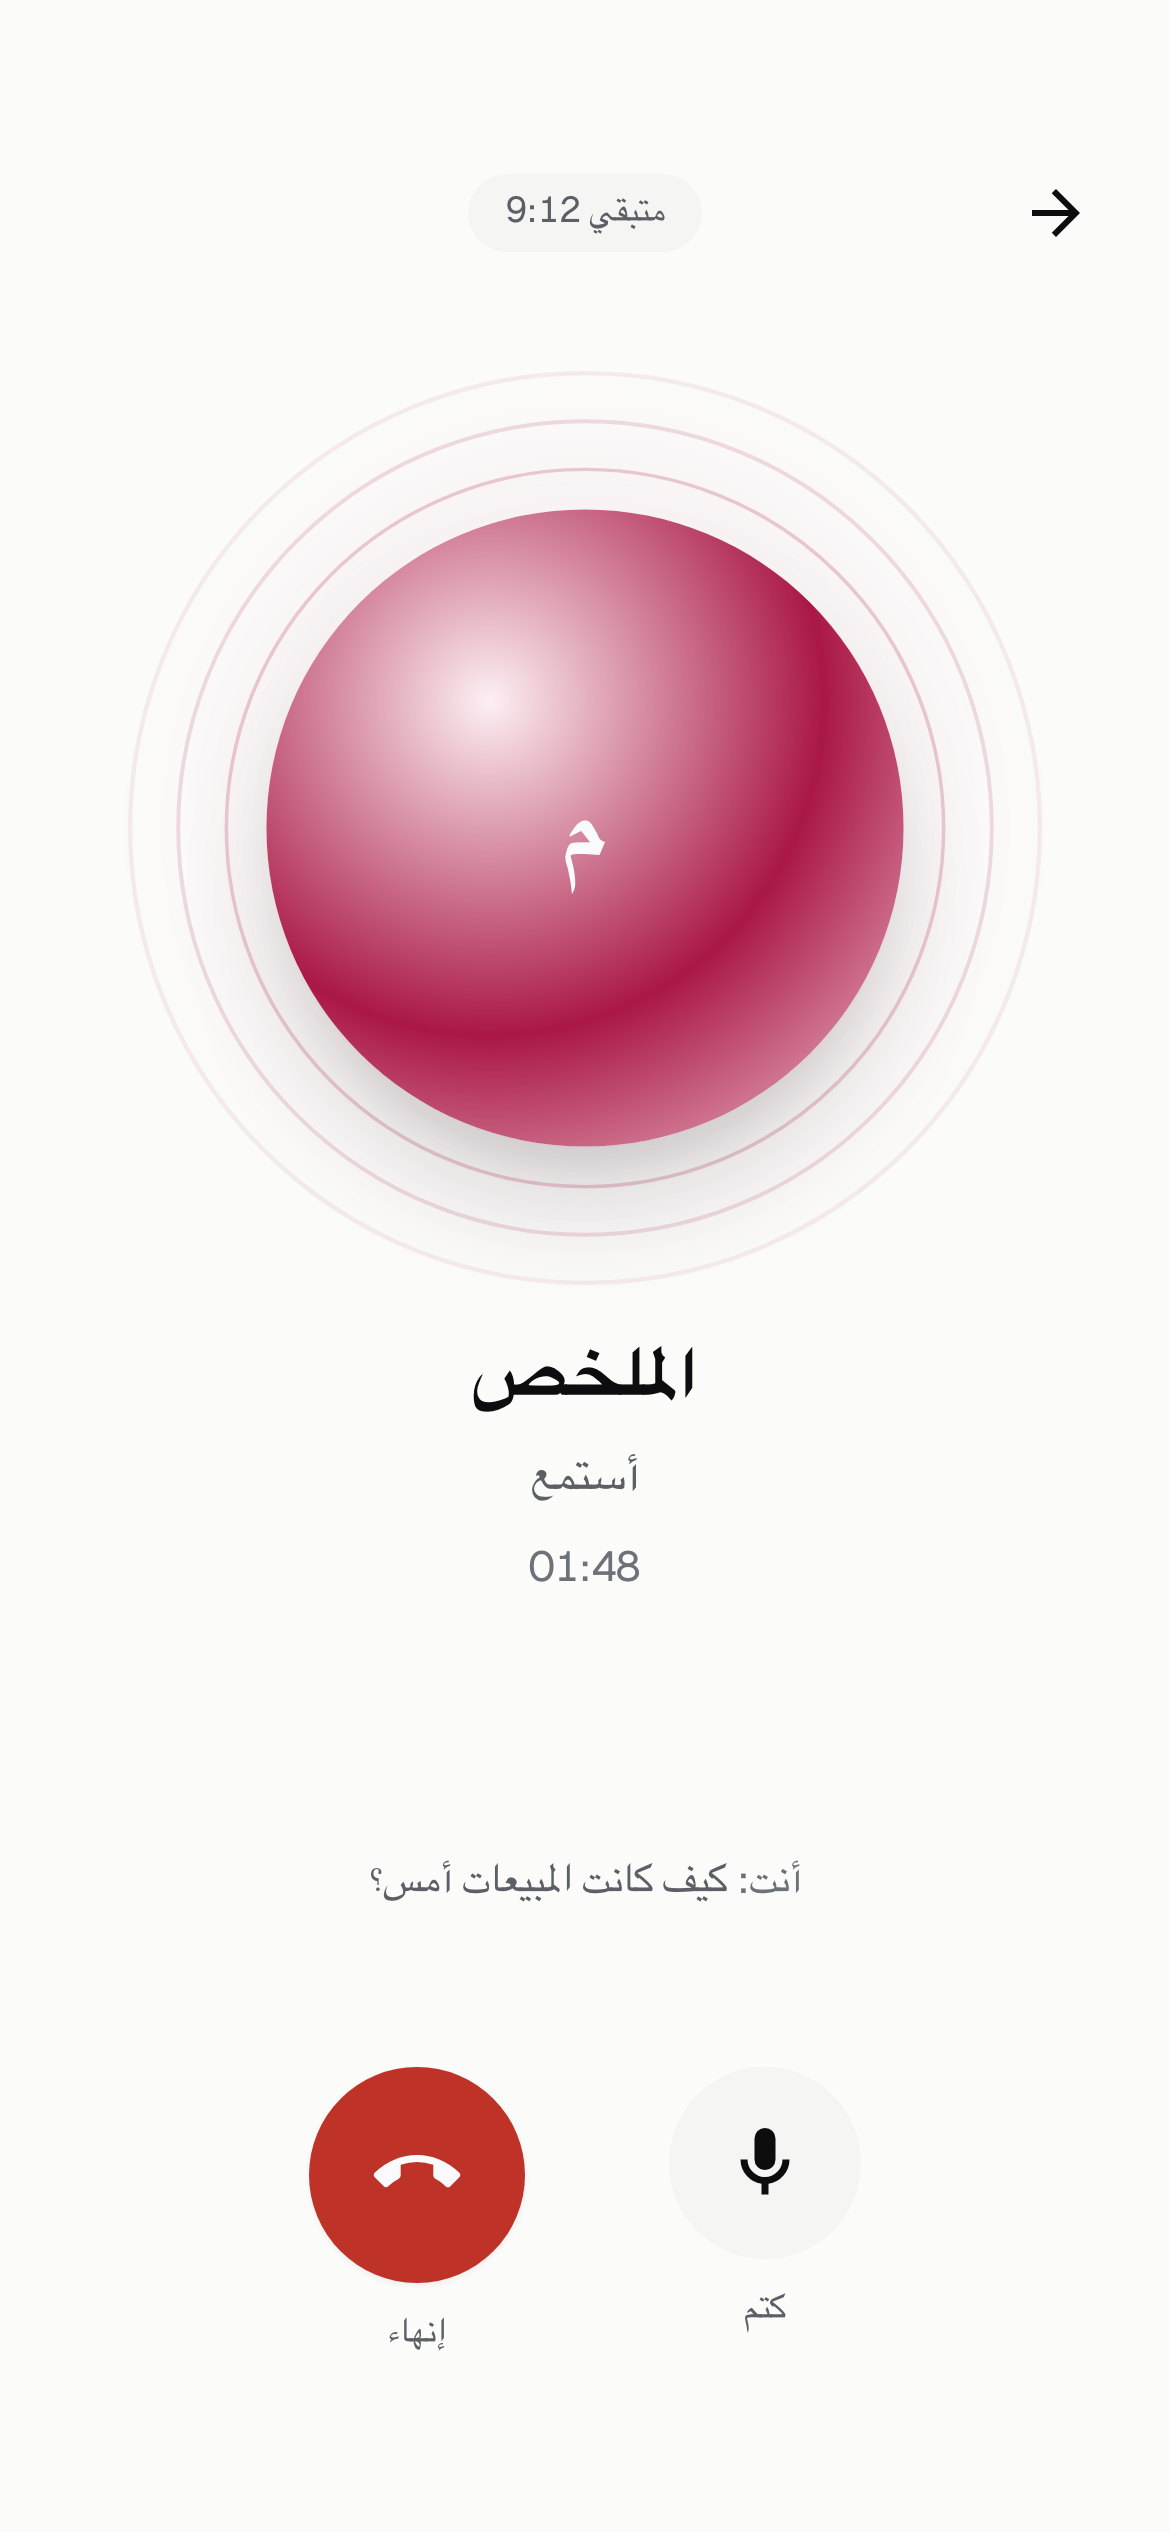 متبقي 9:12
م
الملخص
أستمع
01:48
أنت: كيف كانت المبيعات أمس؟
كتم
إنهاء